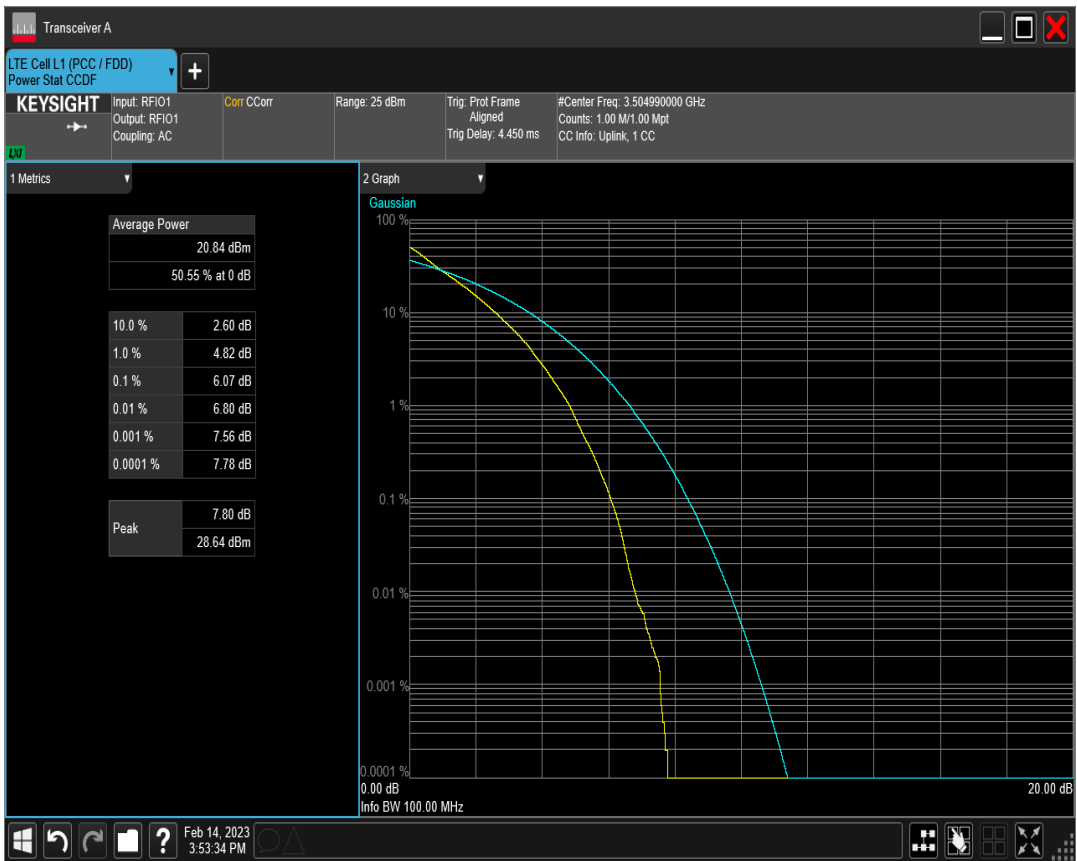 Transceiver A
LTE Cell L1 (PCC / FDD)
Power Stat CCDF
+
KEYSIGHT
LXI
Input: RFIO1
Output: RFIO1
Coupling: AC
Corr CCorr
Range: 25 dBm
Trig: Prot Frame
Aligned
Trig Delay: 4.450 ms
#Center Freq: 3.504990000 GHz
Counts: 1.00 M/1.00 Mpt
CC Info: Uplink, 1 CC
1 Metrics
Average Power
20.84 dBm
50.55 % at 0 dB
10.0 % 2.60 dB
1.0 % 4.82 dB
0.1 % 6.07 dB
0.01 % 6.80 dB
0.001 % 7.56 dB
0.0001 % 7.78 dB
Peak 7.80 dB
28.64 dBm
2 Graph
Gaussian
100 %
10 %
1 %
0.1 %
0.01 %
0.001 %
0.0001 %
0.00 dB 20.00 dB
Info BW 100.00 MHz
?
Feb 14, 2023
3:53:34 PM